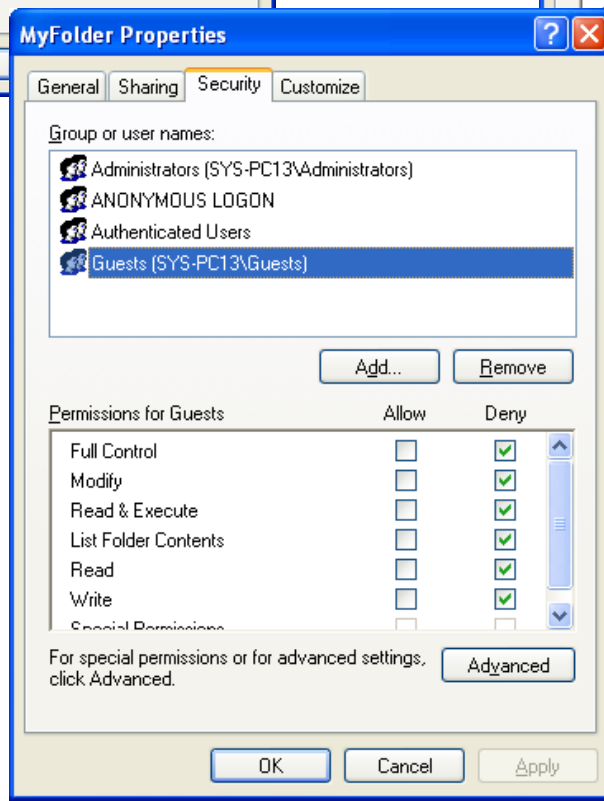 MyFolder Properties
General Sharing Security Customize
Group or user names:
Administrators (SYS-PC13\Administrators)
ANONYMOUS LOGON
Authenticated Users
Guests (SYS-PC13\Guests)
Add... Remove
Permissions for Guests Allow Deny
Full Control
Modify
Read & Execute
List Folder Contents
Read
Write
Special Permissions
For special permissions or for advanced settings, Advanced
click Advanced.
OK Cancel Apply